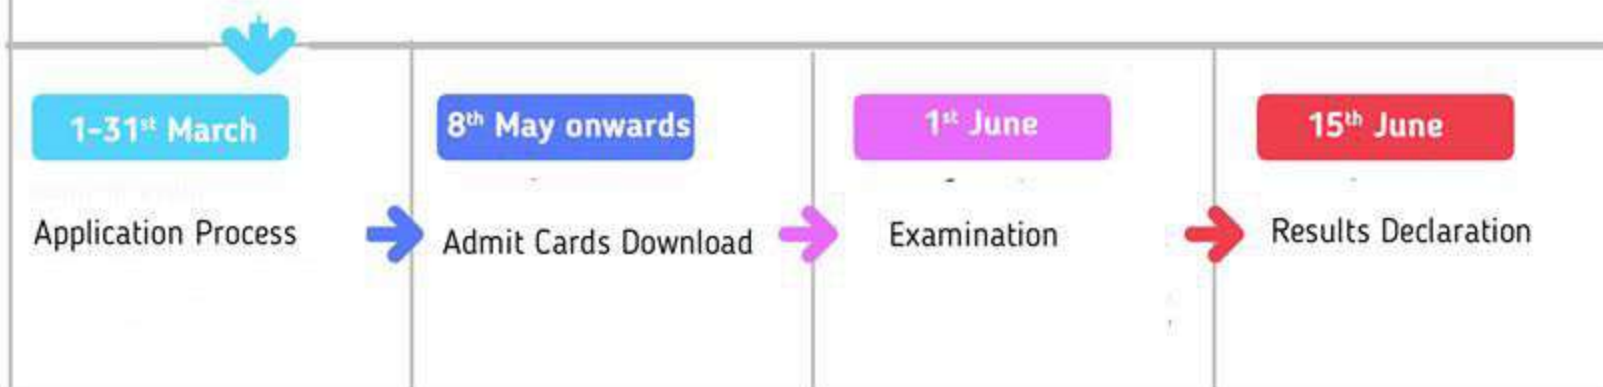 1-31st March
Application Process
8th May onwards
Admit Cards Download
1st June
Examination
15th June
Results Declaration